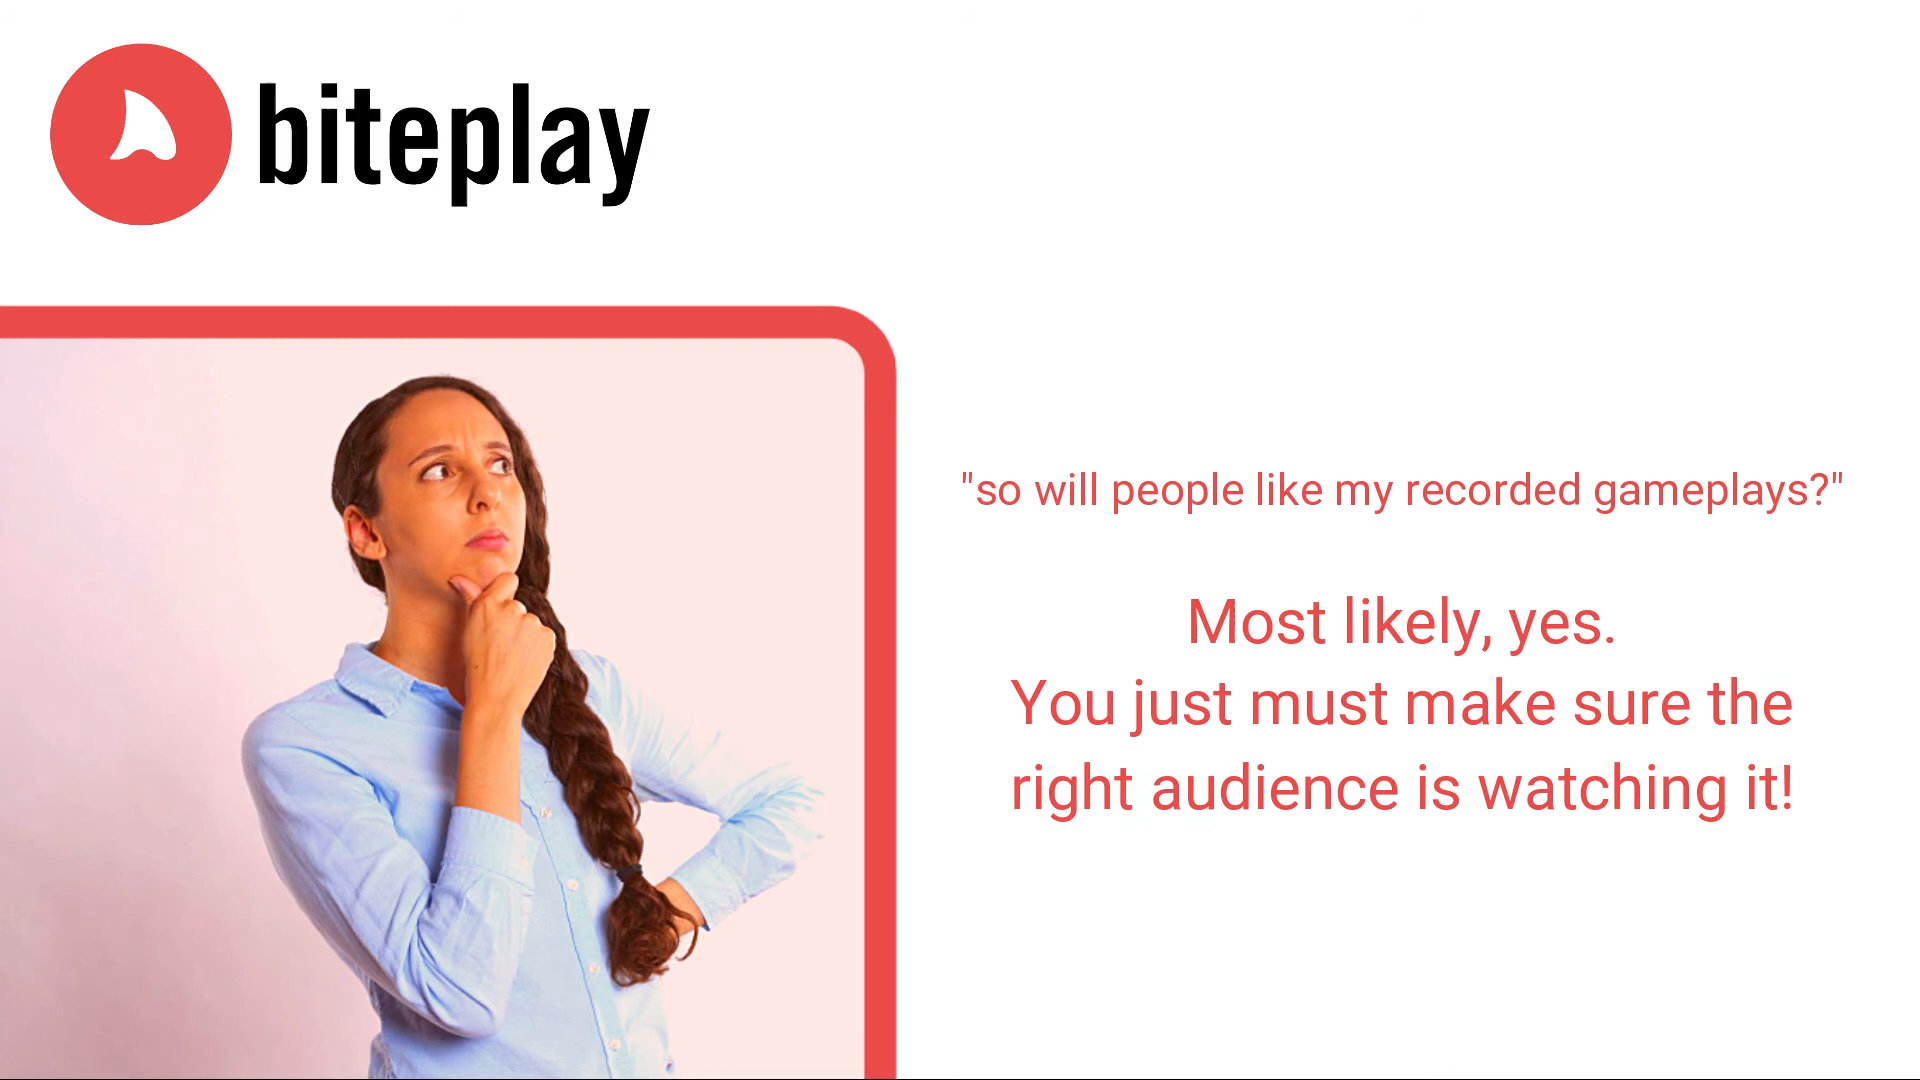 biteplay
"so will people like my recorded gameplays?"
Most likely, yes.
You just must make sure the
right audience is watching it!